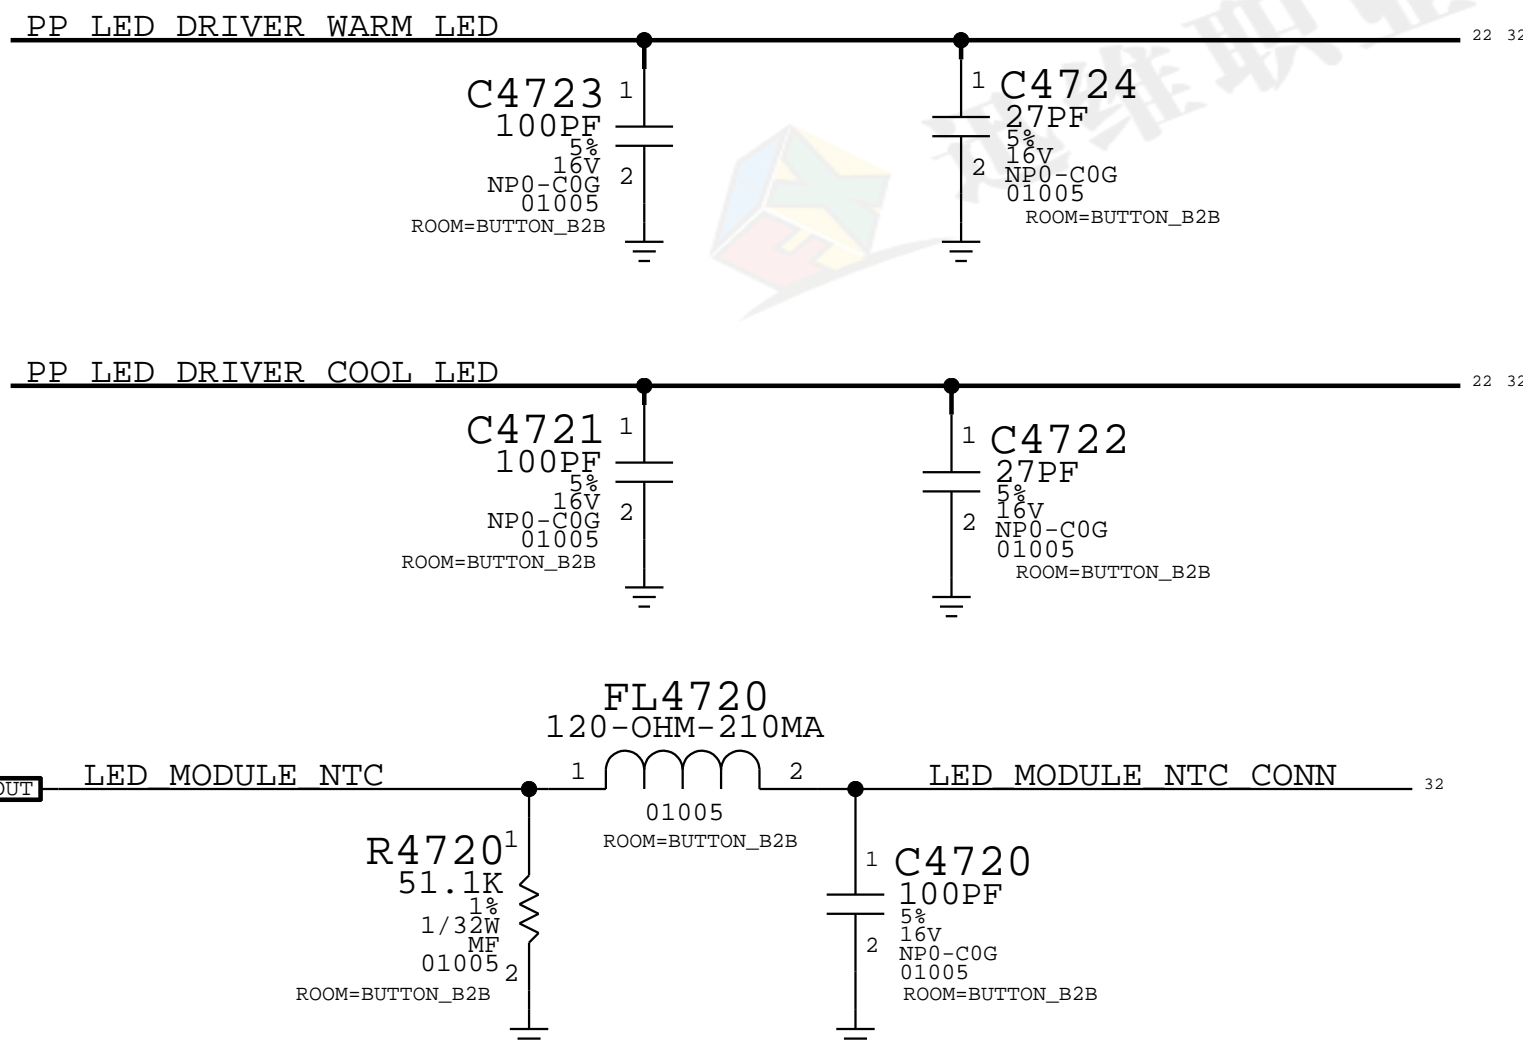 PP_LED_DRIVER_WARM_LED
22 32
C4723
1
100PF
5%
16V
2
NP0-C0G
01005
ROOM=BUTTON_B2B
1
C4724
27PF
5%
16V
2
NP0-C0G
01005
ROOM=BUTTON_B2B
迅维职业
PP_LED_DRIVER_COOL_LED
22 32
C4721
1
100PF
5%
16V
2
NP0-C0G
01005
ROOM=BUTTON_B2B
1
C4722
27PF
5%
16V
2
NP0-C0G
01005
ROOM=BUTTON_B2B
FL4720
120-OHM-210MA
OUT
LED_MODULE_NTC
1
2
LED_MODULE_NTC_CONN
32
01005
ROOM=BUTTON_B2B
R4720
1
51.1K
1%
1/32W
MF
01005
2
ROOM=BUTTON_B2B
1
C4720
100PF
5%
16V
2
NP0-C0G
01005
ROOM=BUTTON_B2B